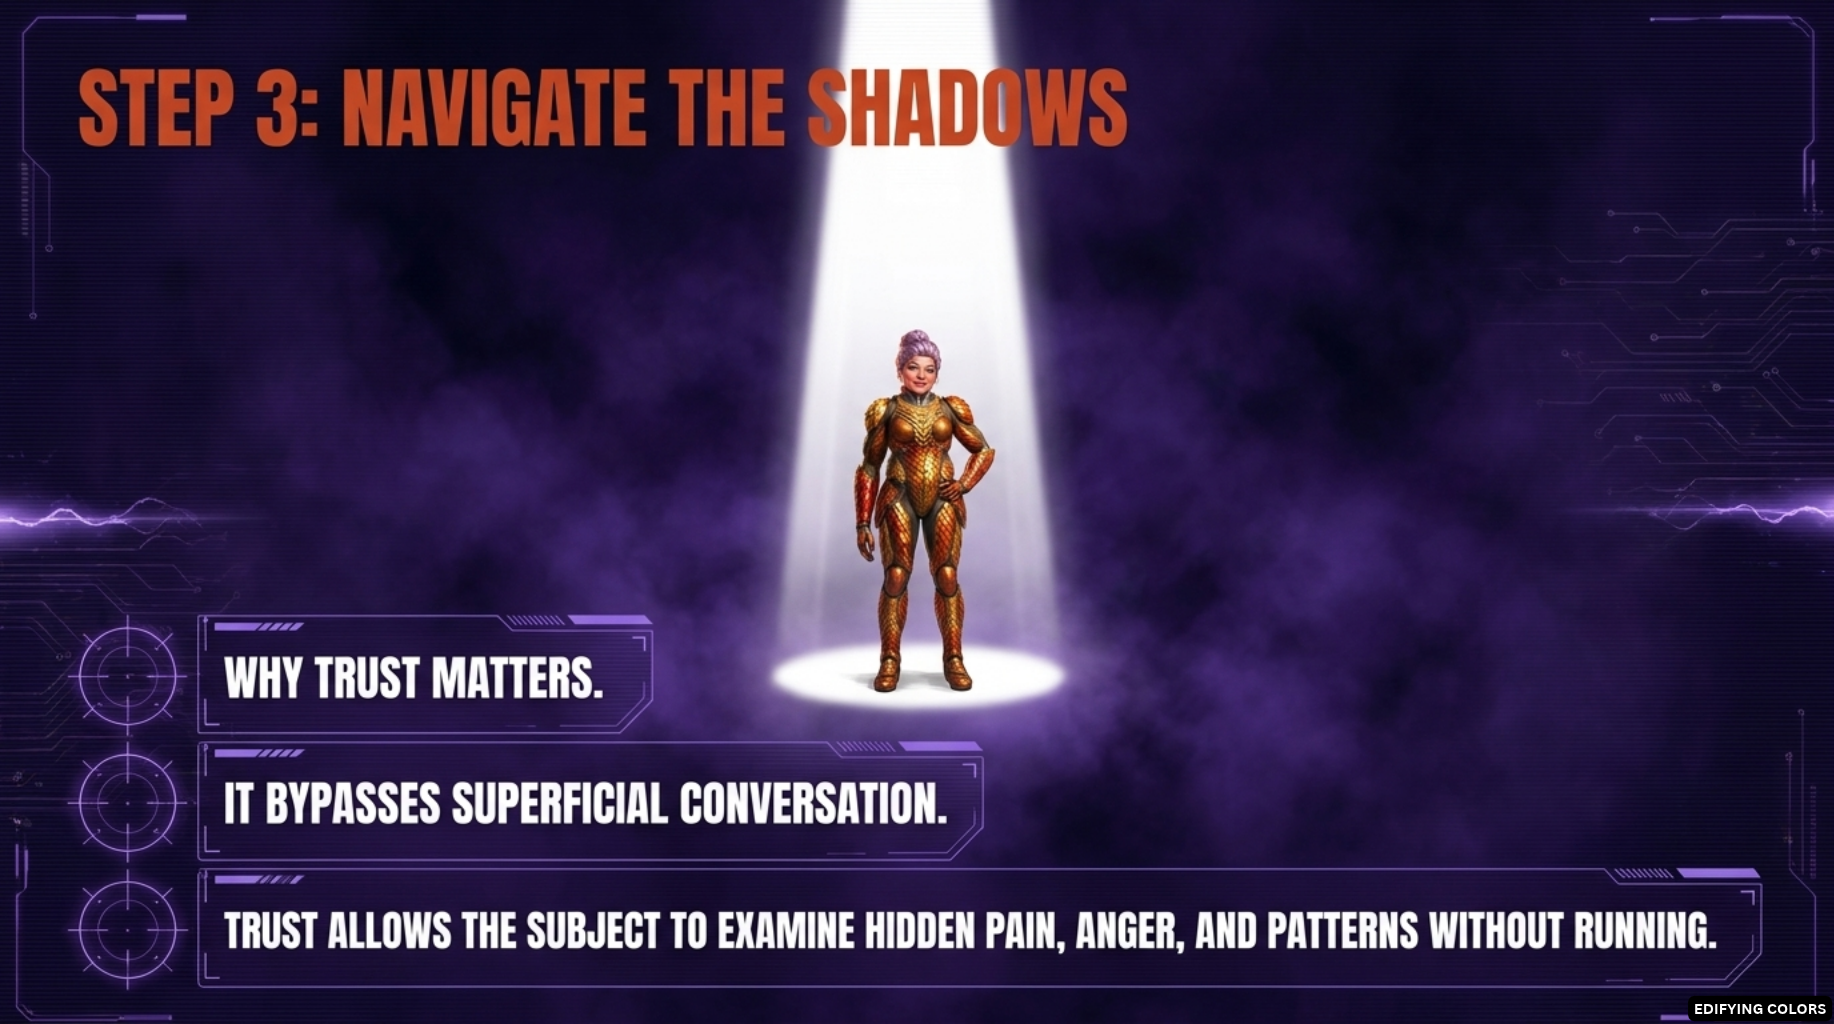 STEP 3: NAVIGATE THE SHADOWS
WHY TRUST MATTERS.
IT BYPASSES SUPERFICIAL CONVERSATION.
TRUST ALLOWS THE SUBJECT TO EXAMINE HIDDEN PAIN, ANGER, AND PATTERNS WITHOUT RUNNING.
EDIFYING COLORS